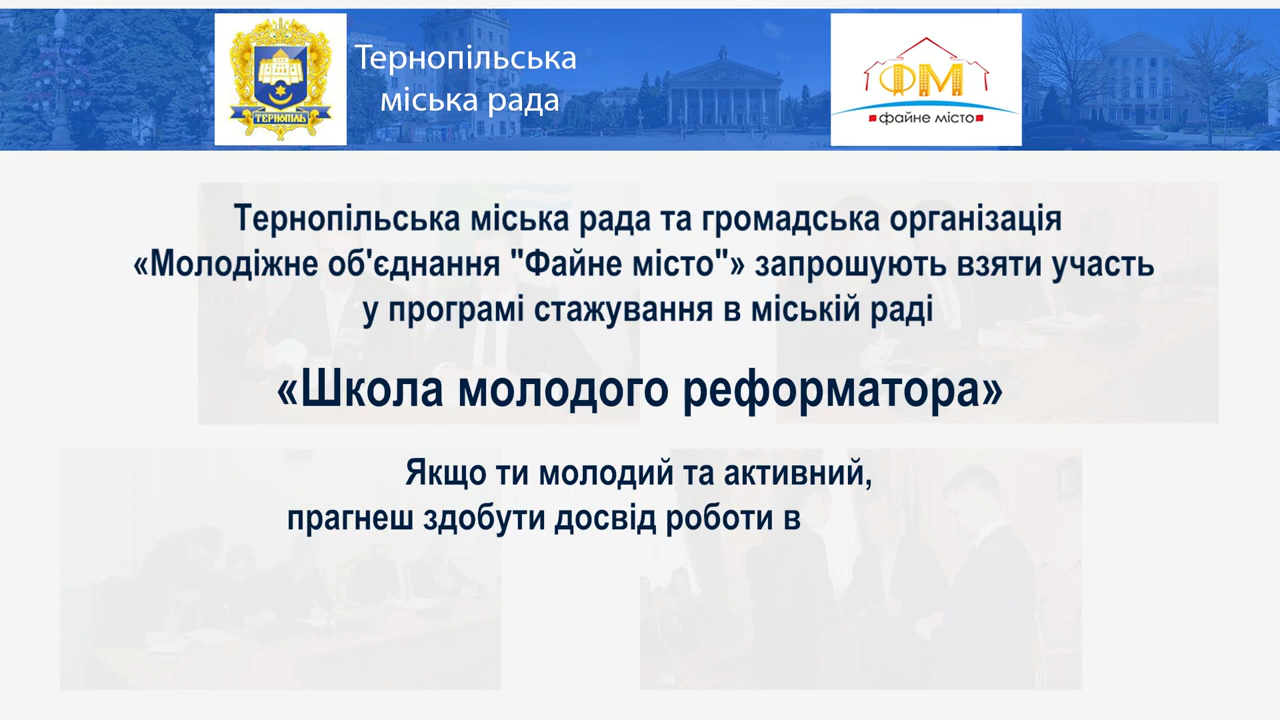 ТЕРНОПІЛЬ
Тернопільська
міська рада
ФМ
файне місто
Тернопільська міська рада та громадська організація
«Молодіжне об'єднання "Файне місто"» запрошують взяти участь
у програмі стажування в міській раді
«Школа молодого реформатора»
Якщо ти молодий та активний,
прагнеш здобути досвід роботи в